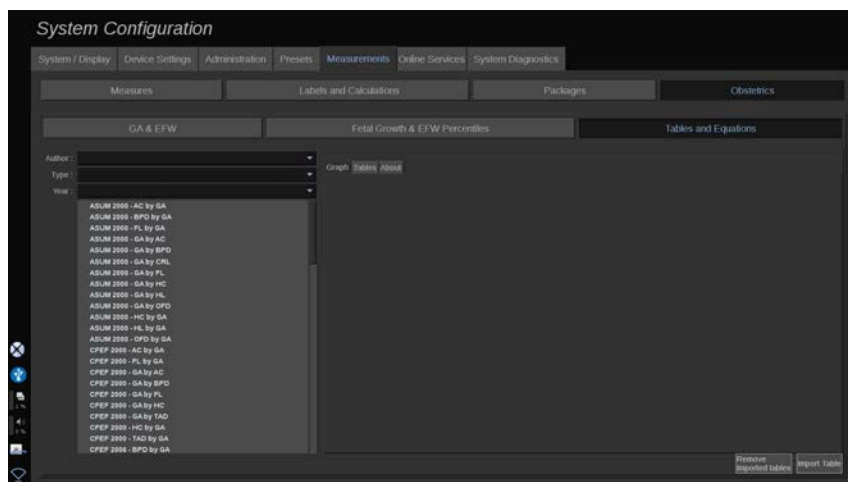 System Configuration
System / Display Device Settings Administration Presets Measurements Online Services System Diagnostics
Measures Labels and Calculations Packages Obstetrics
GA & EFW Fetal Growth & EFW Percentiles Tables and Equations
Author :
Type :
Year :
Graph Tables About
ASUM 2000 - AC by GA
ASUM 2000 - BPD by GA
ASUM 2000 - FL by GA
ASUM 2000 - GA by AC
ASUM 2000 - GA by BPD
ASUM 2000 - GA by CRL
ASUM 2000 - GA by FL
ASUM 2000 - GA by HC
ASUM 2000 - GA by HL
ASUM 2000 - GA by OFD
ASUM 2000 - HC by GA
ASUM 2000 - HL by GA
ASUM 2000 - OFD by GA
CFEF 2000 - AC by GA
CFEF 2000 - FL by GA
CFEF 2000 - GA by AC
CFEF 2000 - GA by BPD
CFEF 2000 - GA by FL
CFEF 2000 - GA by HC
CFEF 2000 - GA by TAD
CFEF 2000 - HC by GA
CFEF 2000 - TAD by GA
CFEF 2006 - BPD by GA
Remove
imported tables
Import Table